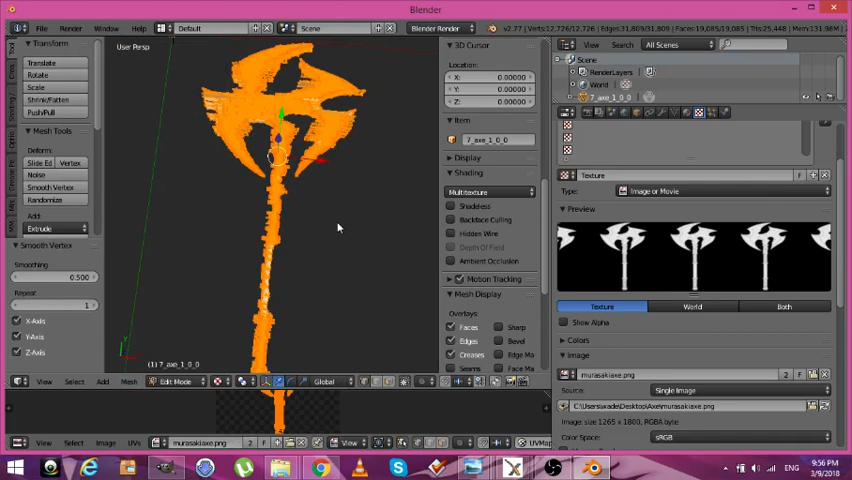 Blender
File Render Window Help Default Scene Blender Render v2.77 | Verts:12,726/12,726 | Edges:31,809/31,809 | Faces:19,085/19,085 | Tris:25,448 | Mem:131.98M
User Persp
Transform
Translate
Rotate
Scale
Shrink/Fatten
Push/Pull
Mesh Tools
Slide Ed Vertex
Noise
Smooth Vertex
Randomize
Add:
Extrude
Smooth Vertex
Smoothing
0.500
Repeat
1
X-Axis
Y-Axis
Z-Axis
(1) 7_axe_1_0_0
View Select Add Mesh Edit Mode Global
View Select Image UVs murasakiaxe.png 2 F View UVMap
3D Cursor
Location:
X: 0.00000
Y: 0.00000
Z: 0.00000
Item
7_axe_1_0_0
Display
Shading
Multitexture
Shadeless
Backface Culling
Hidden Wire
Depth Of Field
Ambient Occlusion
Motion Tracking
Mesh Display
Overlays:
Faces Sharp
Edges Bevel
Creases Edge Ma
Seams
View Search All Scenes
Scene
RenderLayers
World
7_axe_1_0_0
Texture F
Type: Image or Movie
Preview
Texture World Both
Show Alpha
Colors
Image
murasakiaxe.png 2 F
Source: Single Image
C:\Users\wade\Desktop\Axe\murasakiaxe.png
Image: size 1265 x 1800, RGBA byte
Color Space: sRGB
ENG 9:56 PM
3/9/2018